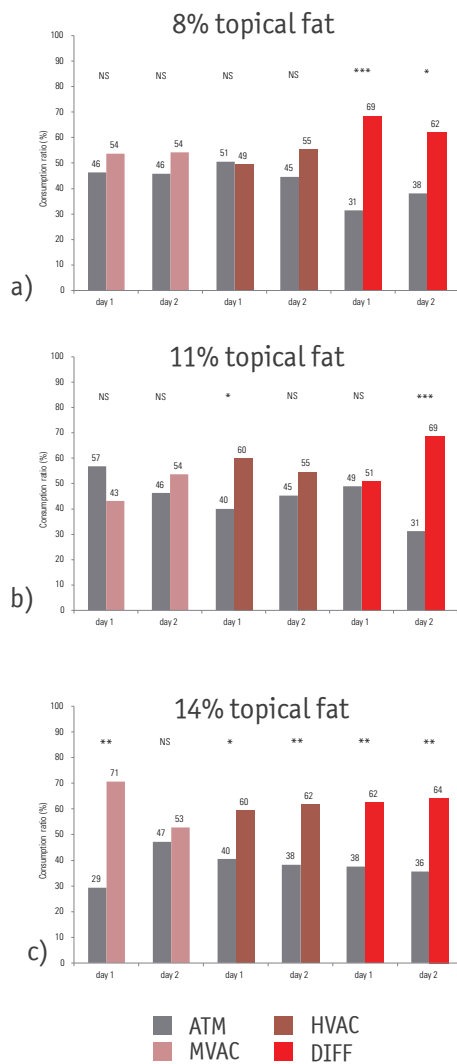 8% topical fat
100
90
80
70
60
50
40
30
20
10
0
Consumption ratio (%)
NS NS NS NS *** *
46 54 46 54 51 49 45 55 31 69 38 62
day 1 day 2 day 1 day 2 day 1 day 2
a)
11% topical fat
100
90
80
70
60
50
40
30
20
10
0
Consumption ratio (%)
NS NS * NS NS ***
57 43 46 54 40 60 45 55 49 51 31 69
day 1 day 2 day 1 day 2 day 1 day 2
b)
14% topical fat
100
90
80
70
60
50
40
30
20
10
0
Consumption ratio (%)
** NS * ** ** **
29 71 47 53 40 60 38 62 38 62 36 64
day 1 day 2 day 1 day 2 day 1 day 2
c)
ATM HVAC
MVAC DIFF